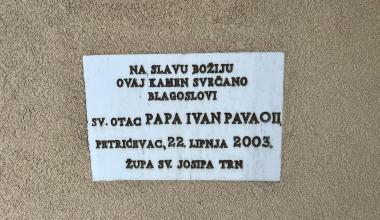 NA SLAVU BOŽIJU
OVAJ KAMEN SVEČANO
BLAGOSLOVI
SV. OTAC PAPA IVAN PAVAO II
PETRIĆEVAC, 22. LIPNJA 2003.
ŽUPA SV. JOSIPA TRN